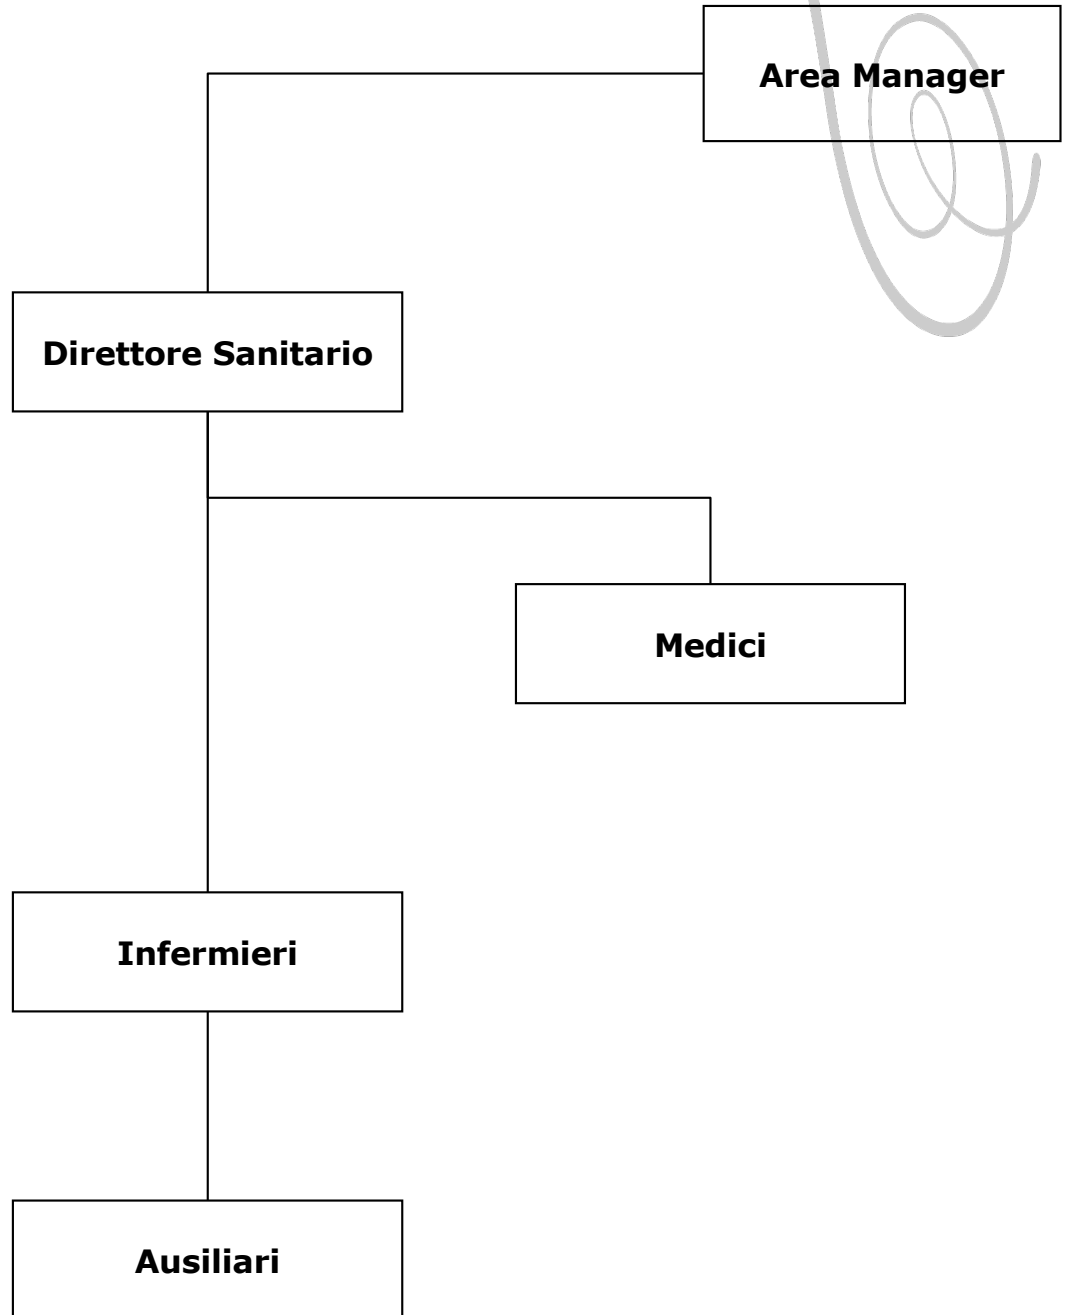 Area Manager
Direttore Sanitario
Medici
Infermieri
Ausiliari